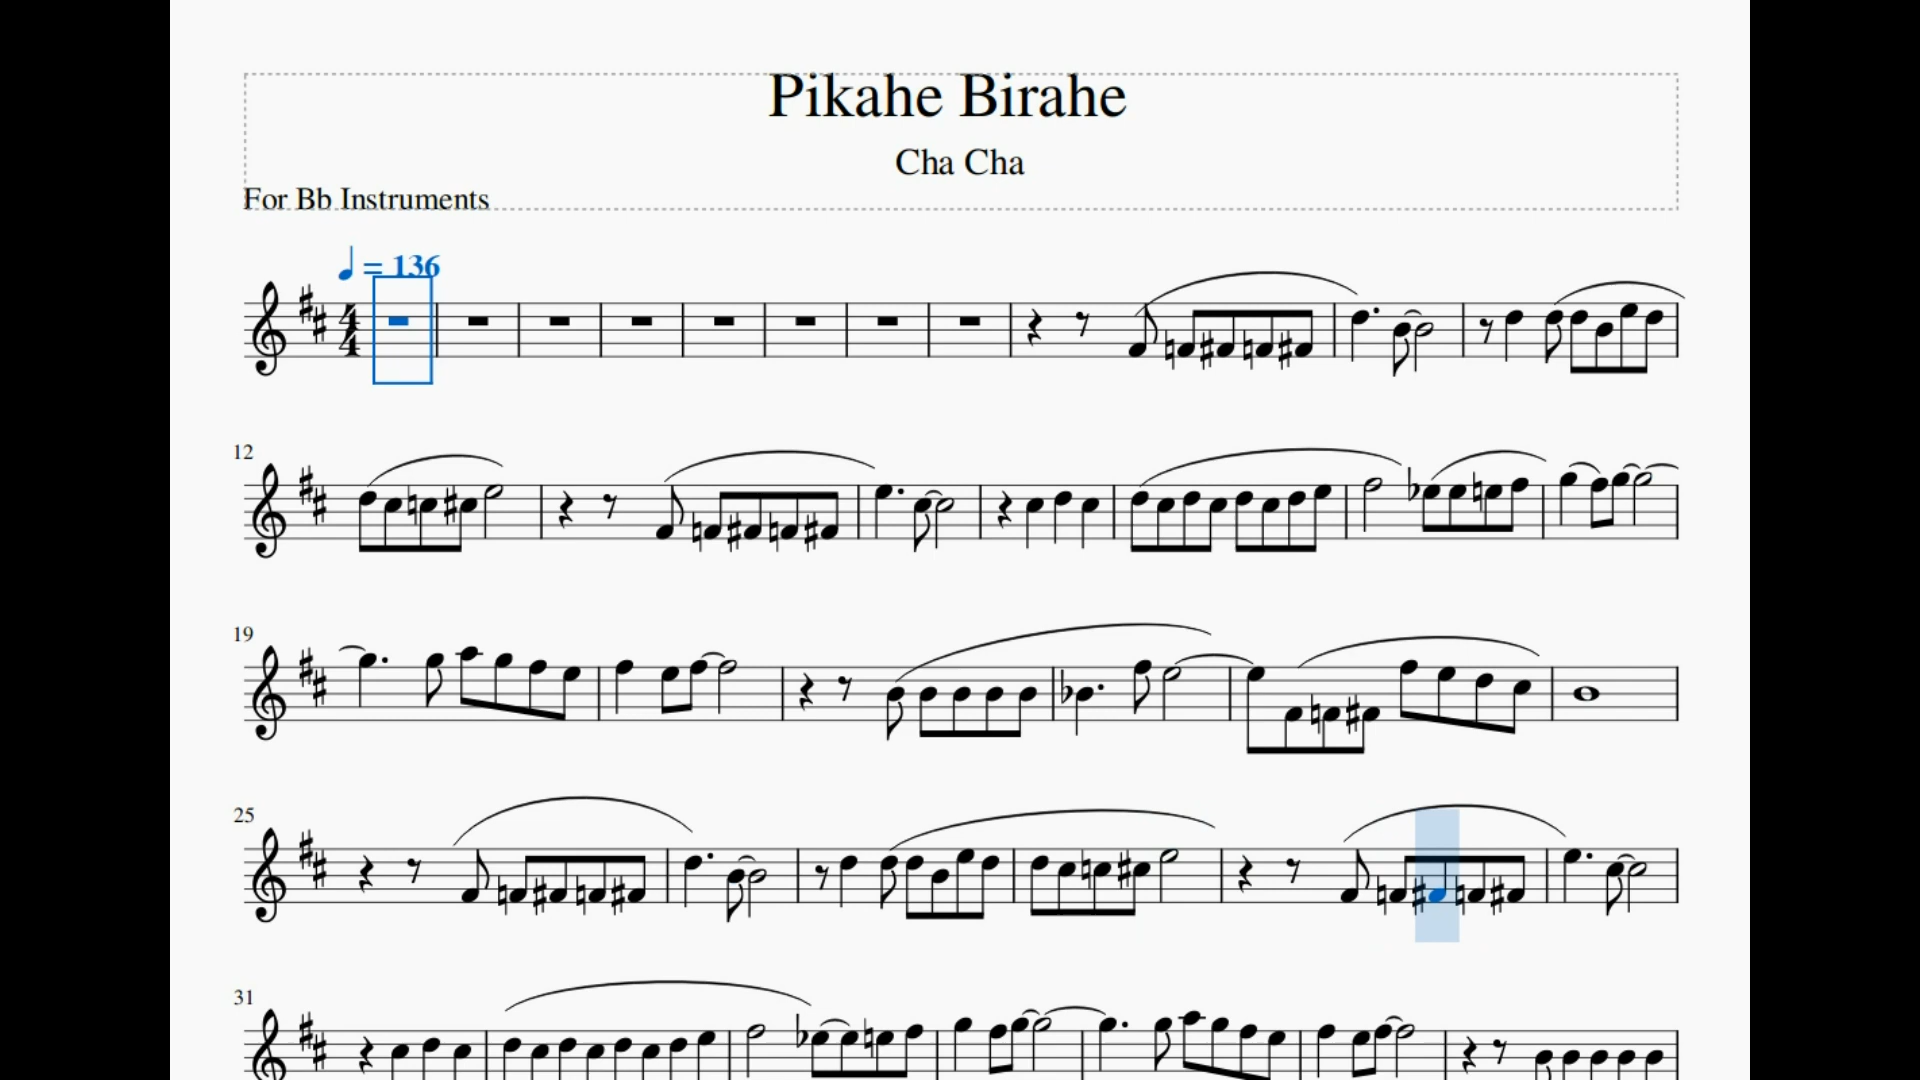 Pikahe Birahe
Cha Cha
For Bb Instruments
♩ = 136
12
19
25
31